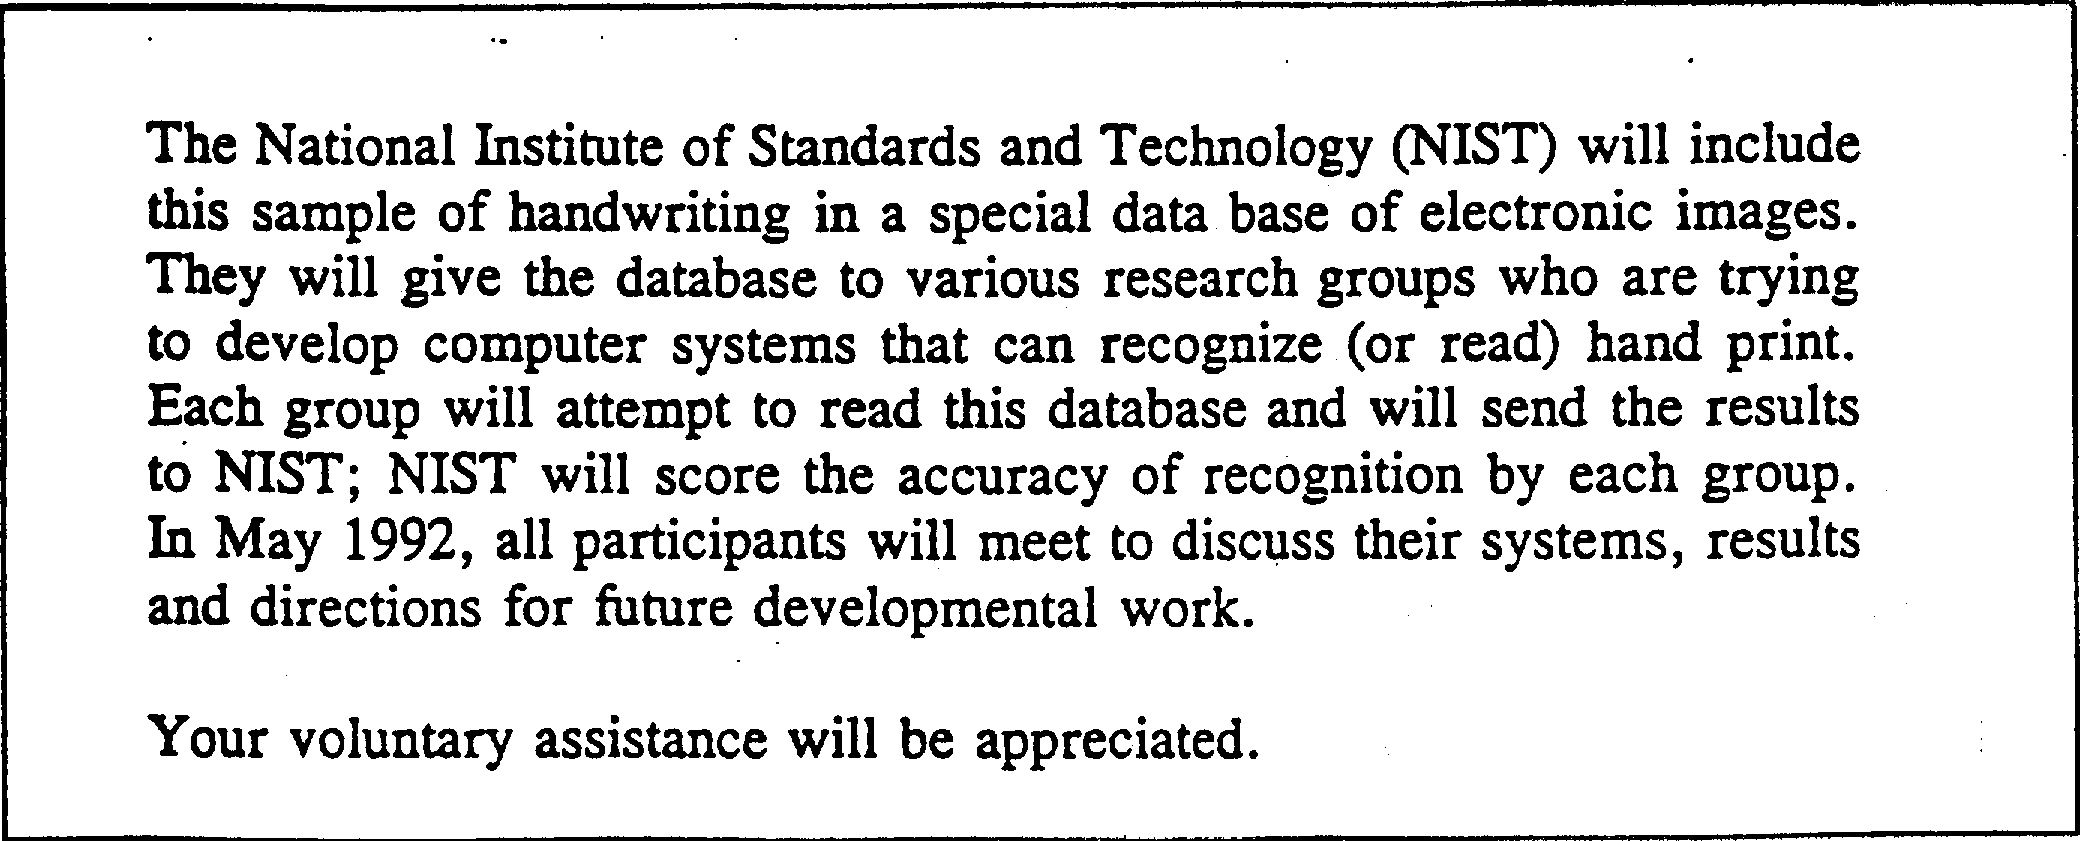 The National Institute of Standards and Technology (NIST) will include
this sample of handwriting in a special data base of electronic images.
They will give the database to various research groups who are trying
to develop computer systems that can recognize (or read) hand print.
Each group will attempt to read this database and will send the results
to NIST; NIST will score the accuracy of recognition by each group.
In May 1992, all participants will meet to discuss their systems, results
and directions for future developmental work.
Your voluntary assistance will be appreciated.